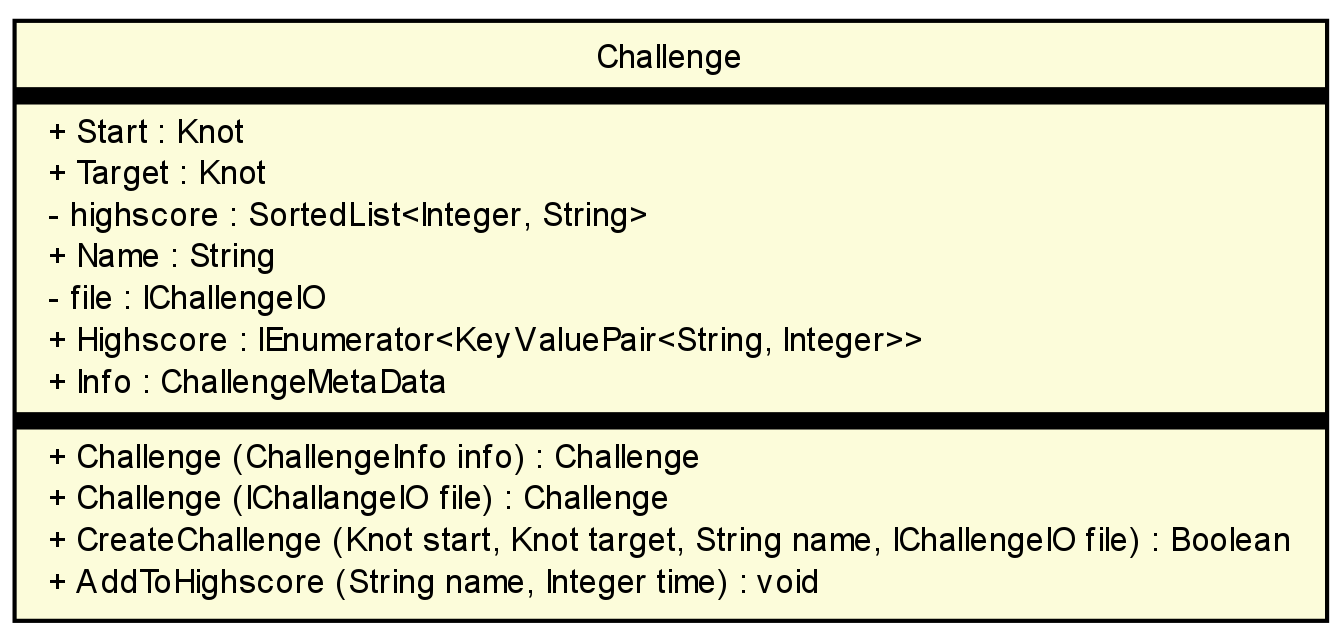 Challenge
+ Start : Knot
+ Target : Knot
- highscore : SortedList<Integer, String>
+ Name : String
- file : IChallengeIO
+ Highscore : IEnumerator<KeyValuePair<String, Integer>>
+ Info : ChallengeMetaData
+ Challenge (ChallengeInfo info) : Challenge
+ Challenge (IChallangeIO file) : Challenge
+ CreateChallenge (Knot start, Knot target, String name, IChallengeIO file) : Boolean
+ AddToHighscore (String name, Integer time) : void